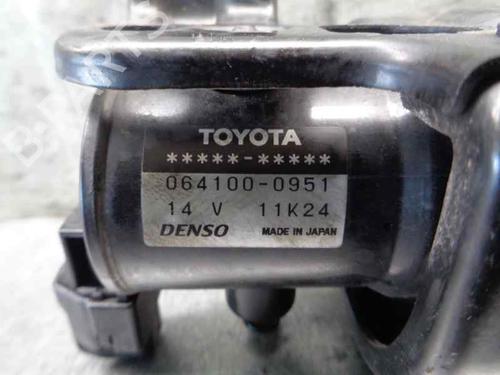 TOYOTA
*****-*****
064100-0951
14 V 11K24
DENSO MADE IN JAPAN